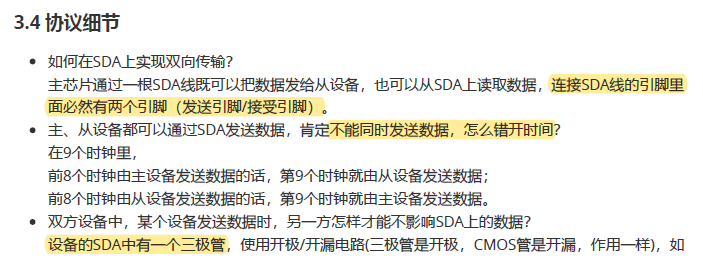 3.4 协议细节
如何在SDA上实现双向传输?
主芯片通过一根SDA线既可以把数据发给从设备，也可以从SDA上读取数据，连接SDA线的引脚里
面必然有两个引脚（发送引脚/接受引脚）。
主、从设备都可以通过SDA发送数据，肯定不能同时发送数据，怎么错开时间?
在9个时钟里，
前8个时钟由主设备发送数据的话，第9个时钟就由从设备发送数据；
前8个时钟由从设备发送数据的话，第9个时钟就由主设备发送数据。
双方设备中，某个设备发送数据时，另一方怎样才能不影响SDA上的数据?
设备的SDA中有一个三极管，使用开极/开漏电路(三极管是开极，CMOS管是开漏，作用一样)，如